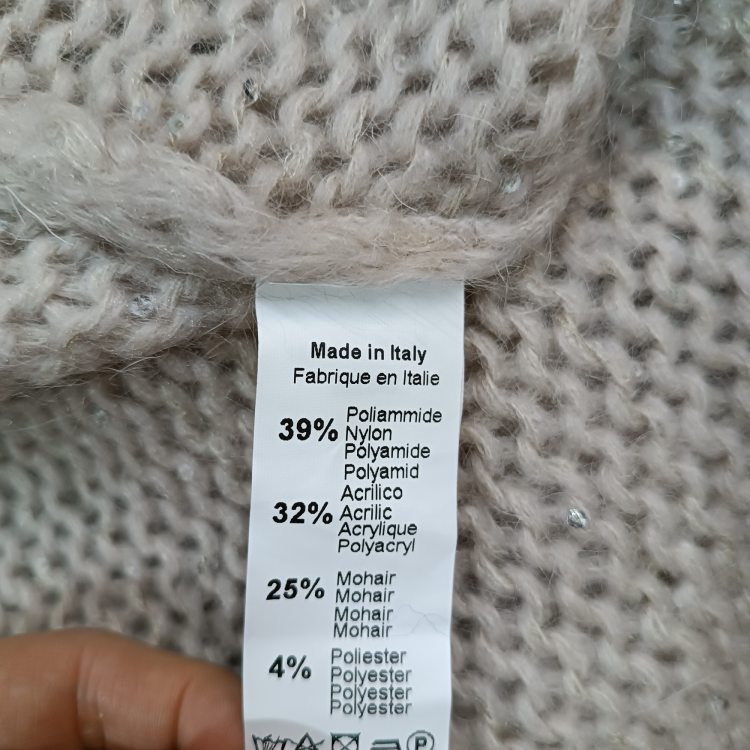 Made in Italy
Fabrique en Italie
39% Poliammide
Nylon
Polyamide
Polyamid
32% Acrilico
Acrilic
Acrylique
Polyacryl
25% Mohair
Mohair
Mohair
Mohair
4% Poliester
Polyester
Polyester
Polyester
P